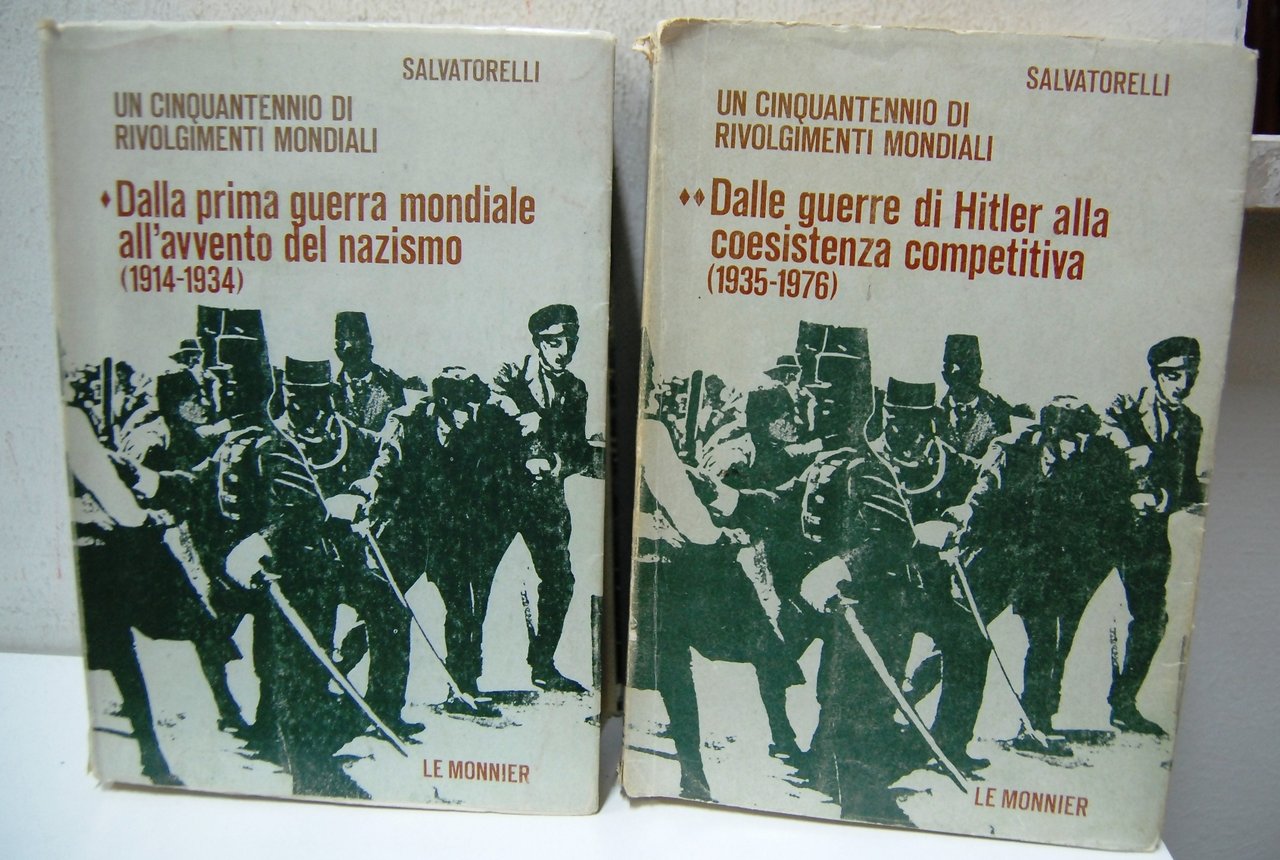 SALVATORELLI
UN CINQUANTENNIO DI
RIVOLGIMENTI MONDIALI
Dalla prima guerra mondiale
all'avvento del nazismo
(1914-1934)
LE MONNIER
SALVATORELLI
UN CINQUANTENNIO DI
RIVOLGIMENTI MONDIALI
Dalle guerre di Hitler alla
coesistenza competitiva
(1935-1976)
LE MONNIER